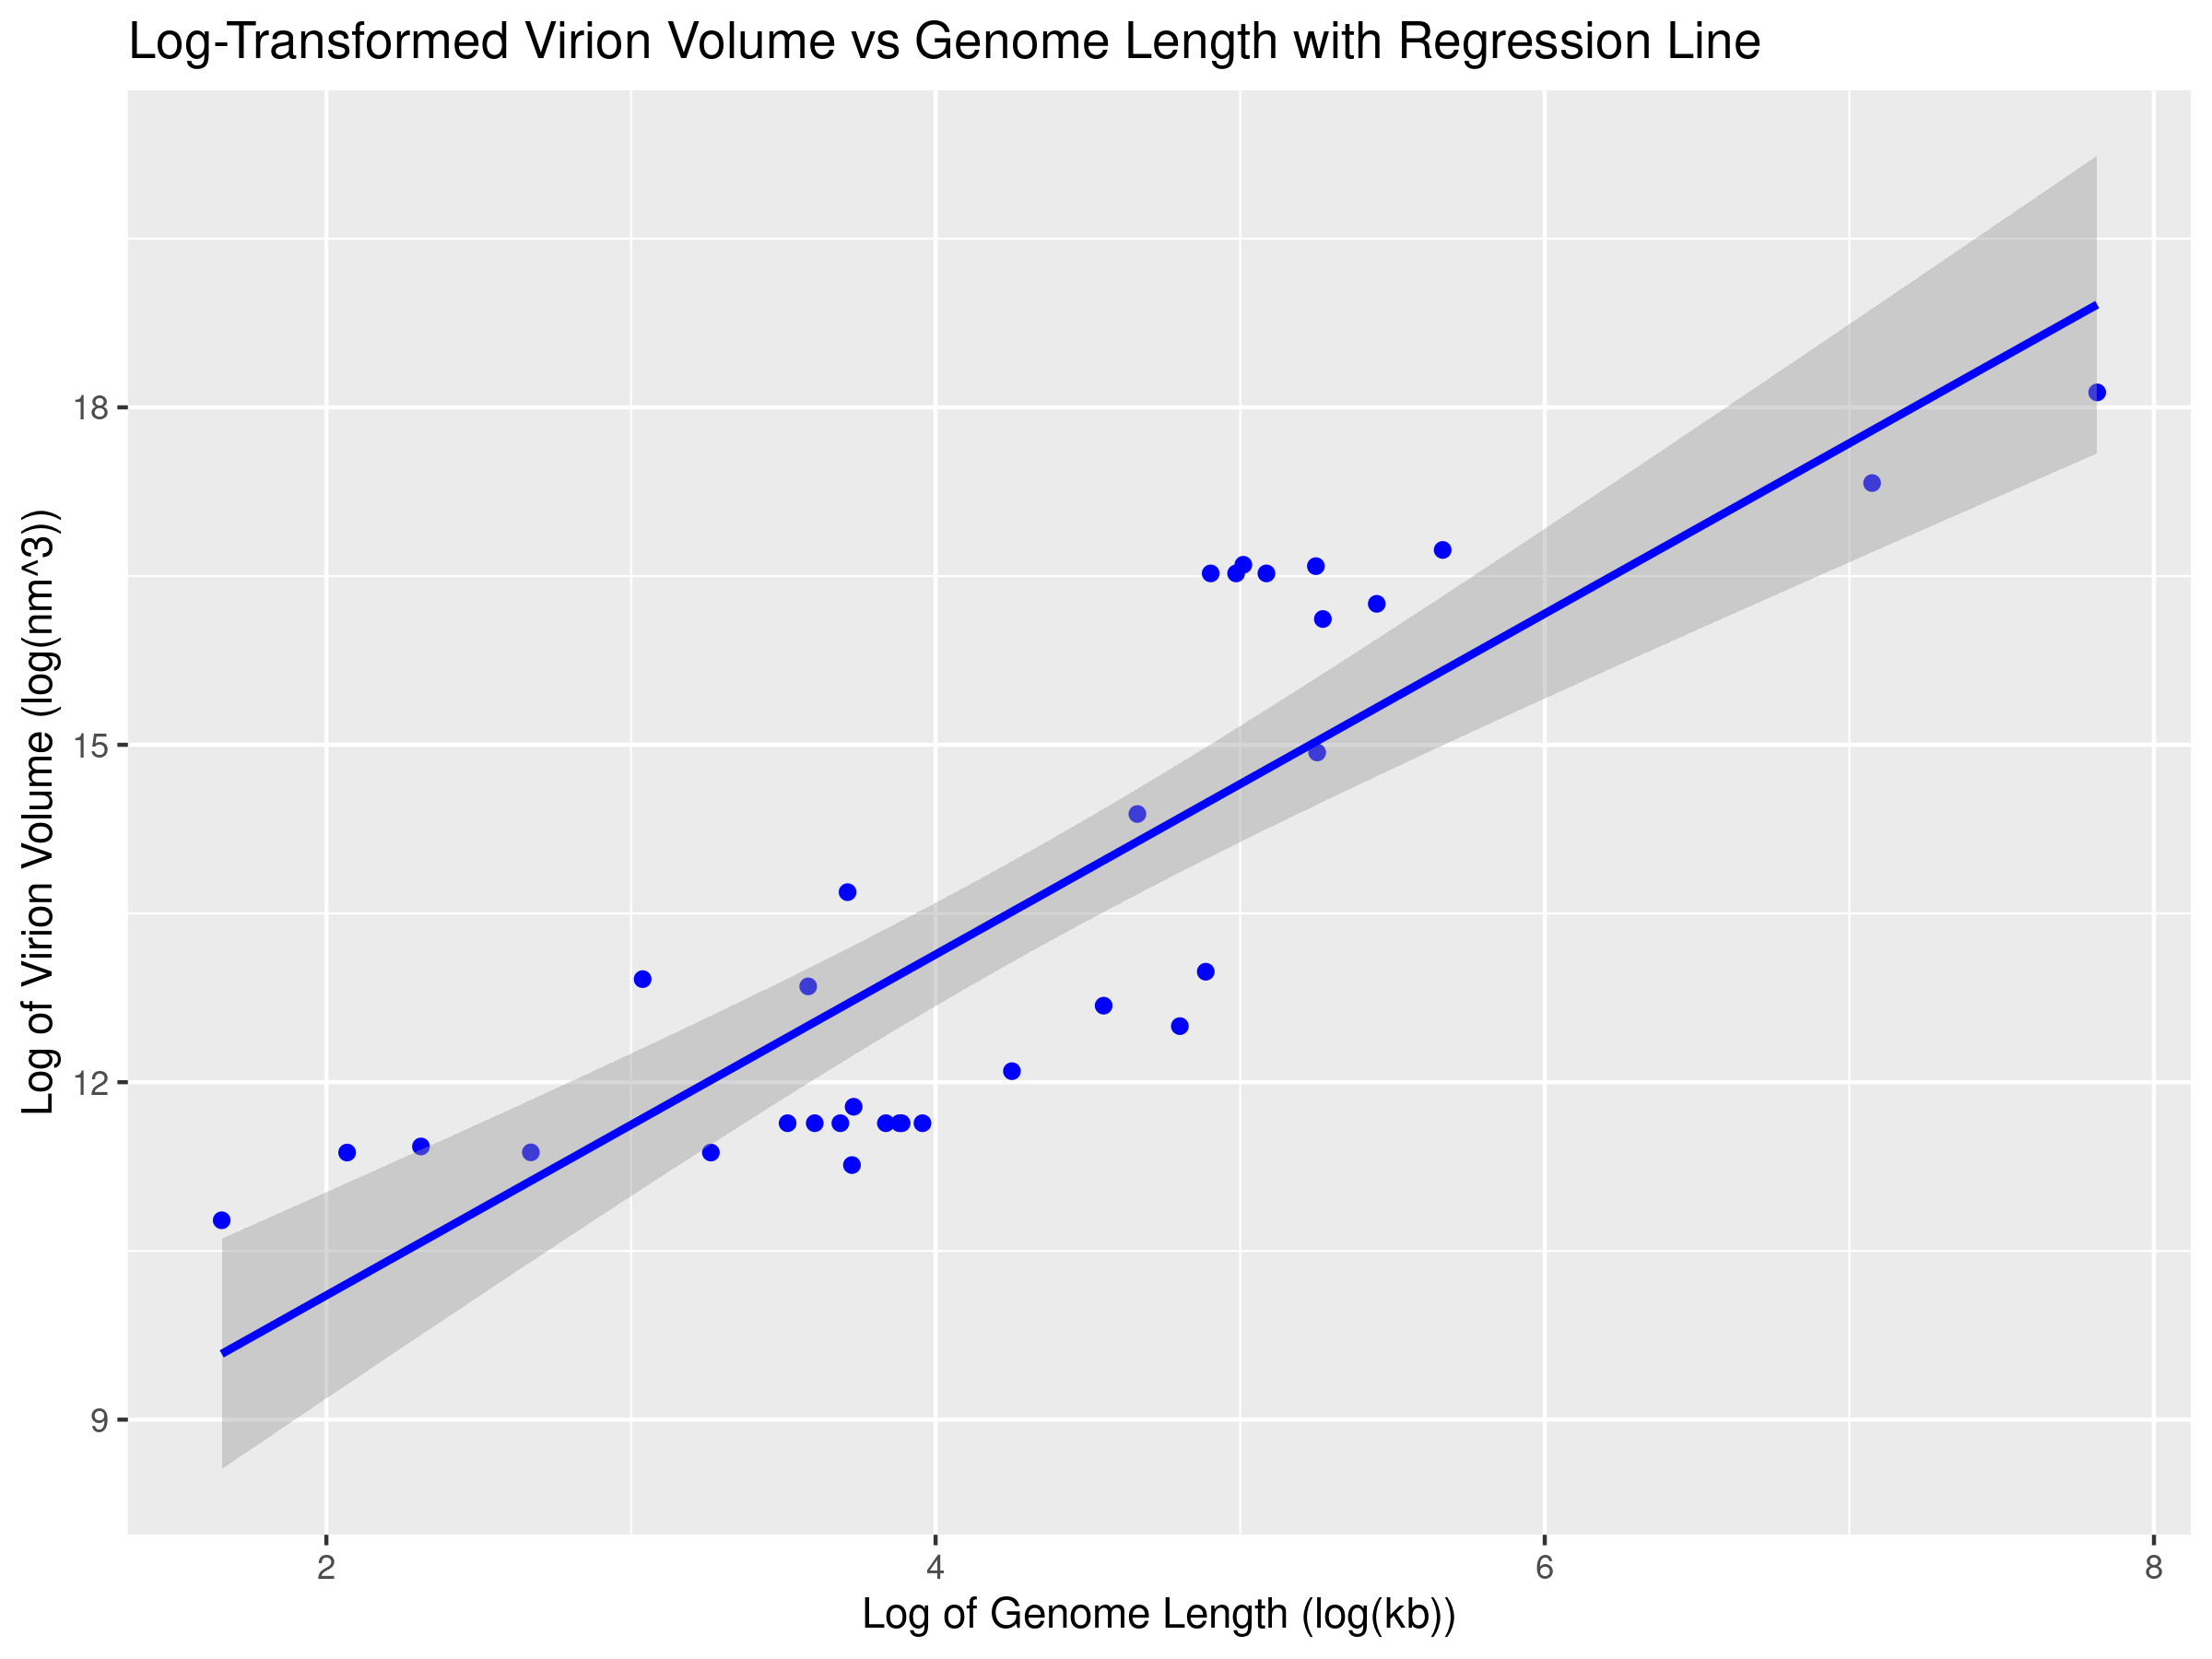 Log-Transformed Virion Volume vs Genome Length with Regression Line
Log of Virion Volume (log(nm^3))
18
15
12
9
2
4
6
8
Log of Genome Length (log(kb))